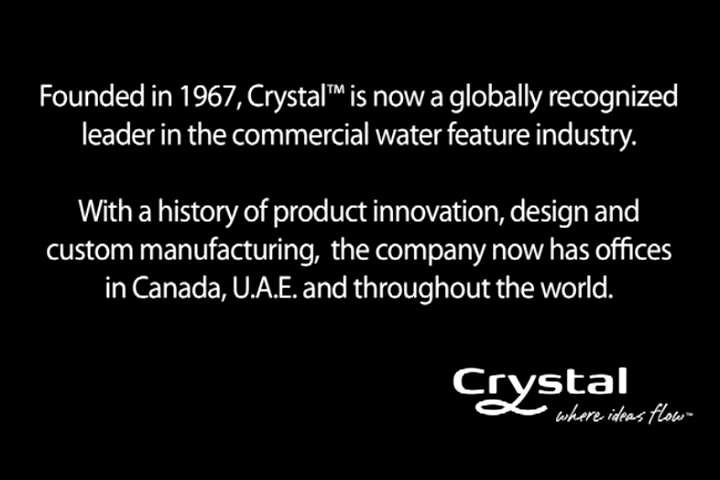 Founded in 1967, Crystal™ is now a globally recognized
leader in the commercial water feature industry.
With a history of product innovation, design and
custom manufacturing,  the company now has offices
in Canada, U.A.E. and throughout the world.
Crystal
where ideas flow™